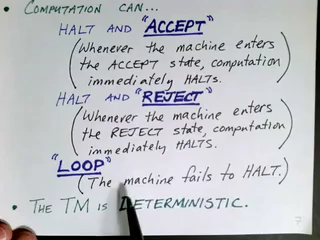 • COMPUTATION CAN...
HALT AND "ACCEPT"
(Whenever the machine enters
the ACCEPT state, computation
immediately HALTs.)
HALT AND "REJECT"
(Whenever the machine enters
the REJECT state, computation
immediately HALTS.)
"LOOP"
(The machine fails to HALT.)
• THE TM IS DETERMINISTIC.
7